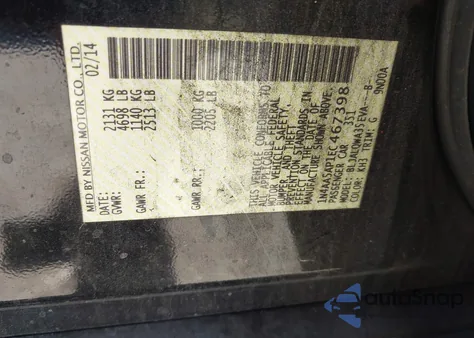 MFD BY NISSAN MOTOR CO., LTD.
DATE: 02/14
GVWR: 2131 KG
4698 LB
GAWR FR: 1140 KG
2513 LB
GAWR RR: 1000 KG
2205 LB
THIS VEHICLE CONFORMS TO
ALL APPLICABLE FEDERAL
MOTOR VEHICLE SAFETY,
BUMPER, AND THEFT
PREVENTION STANDARDS IN
EFFECT ON THE DATE OF
MANUFACTURE SHOWN ABOVE.
1N4AA5AP1EC467398
PASSENGER CAR
MODEL:
COLOR: KH3 TRIM: G
autoSnap